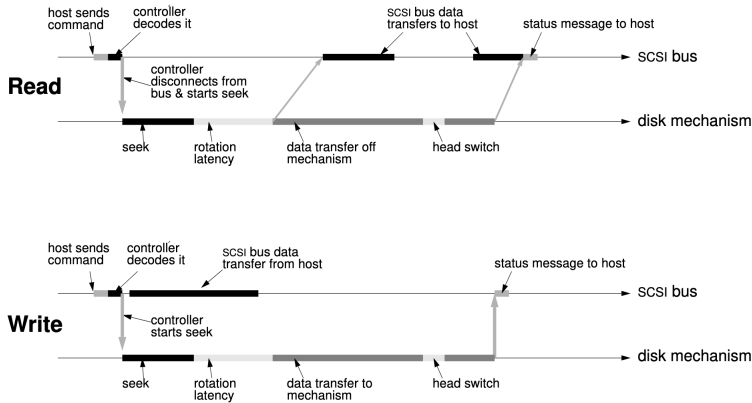 host sends
command
controller
decodes it
SCSI bus data
transfers to host
status message to host
SCSI bus
Read
controller
disconnects from
bus & starts seek
disk mechanism
seek
rotation
latency
data transfer off
mechanism
head switch
host sends
command
controller
decodes it
SCSI bus data
transfer from host
status message to host
SCSI bus
Write
controller
starts seek
disk mechanism
seek
rotation
latency
data transfer to
mechanism
head switch